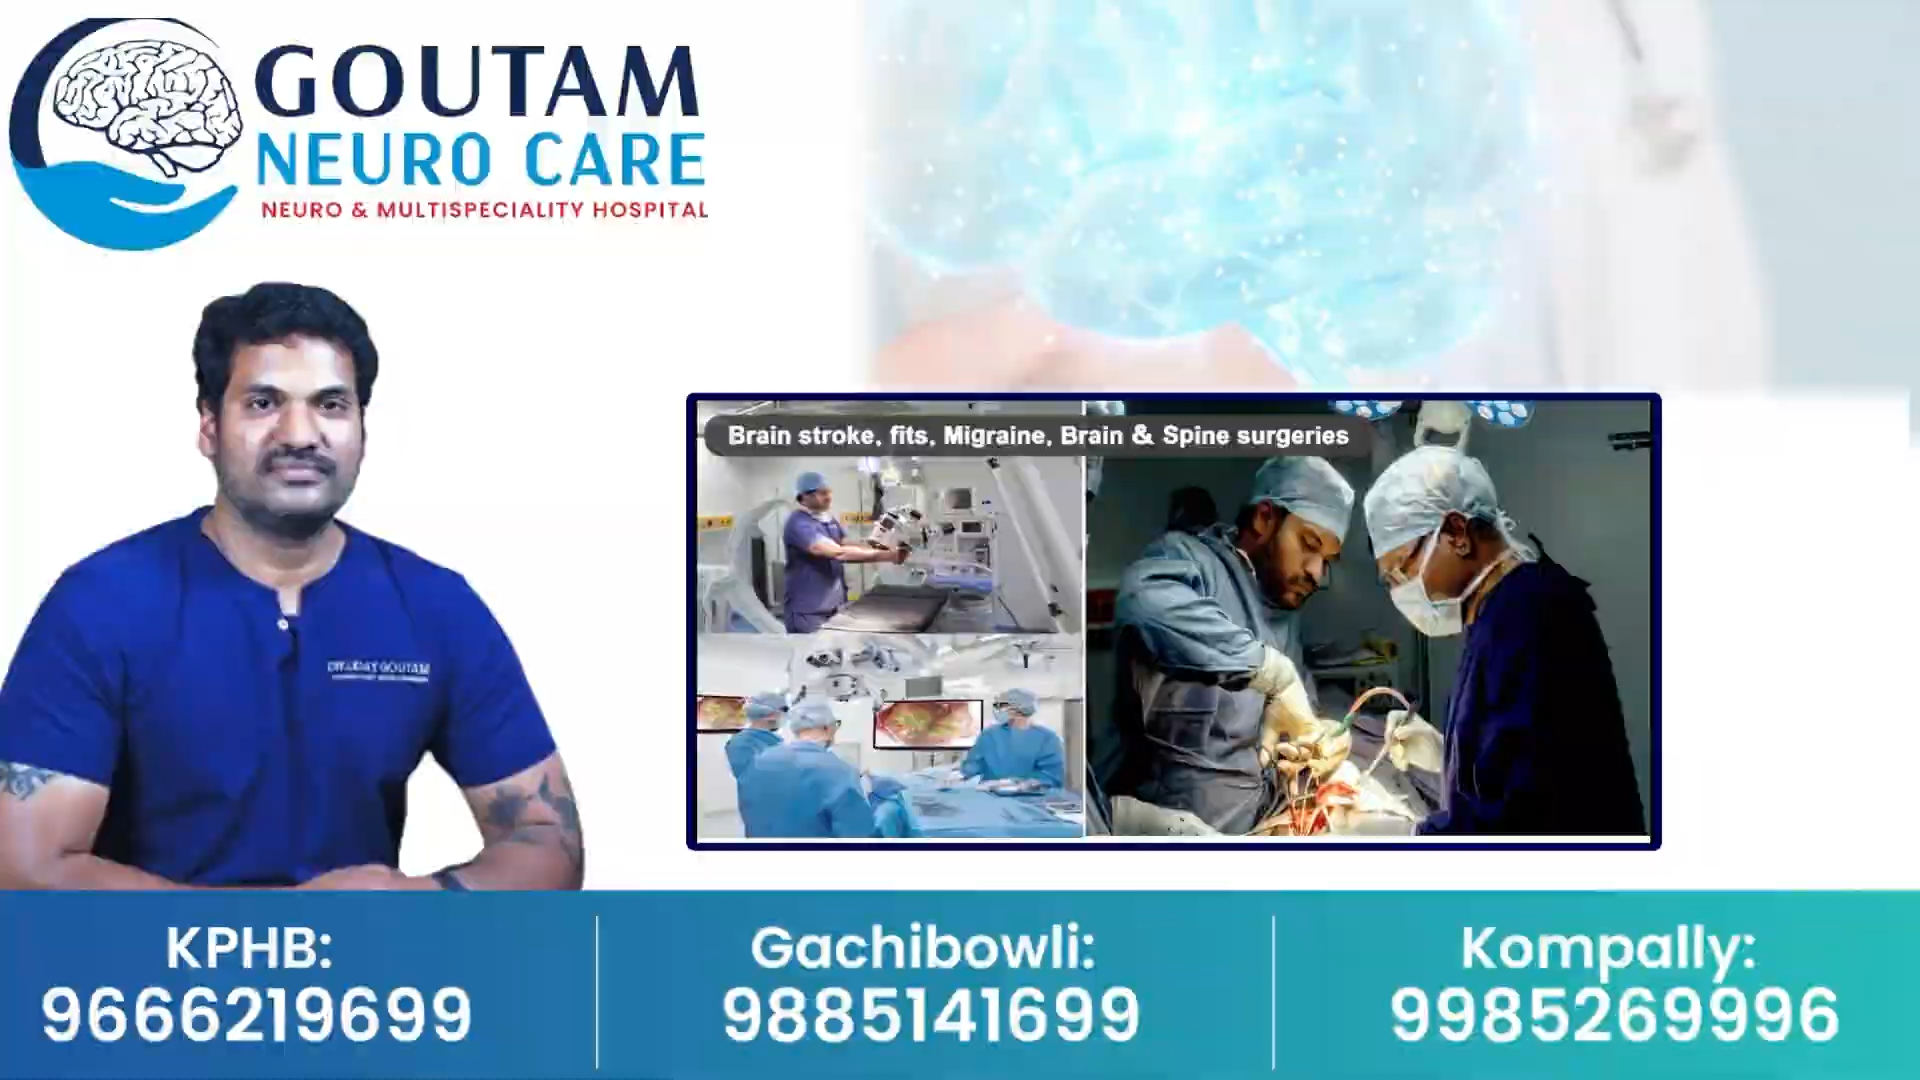 GOUTAM
NEURO CARE
NEURO & MULTISPECIALITY HOSPITAL
Brain stroke, fits, Migraine, Brain & Spine surgeries
GOUTAM
KPHB:
9666219699
Gachibowli:
9885141699
Kompally:
9985269996